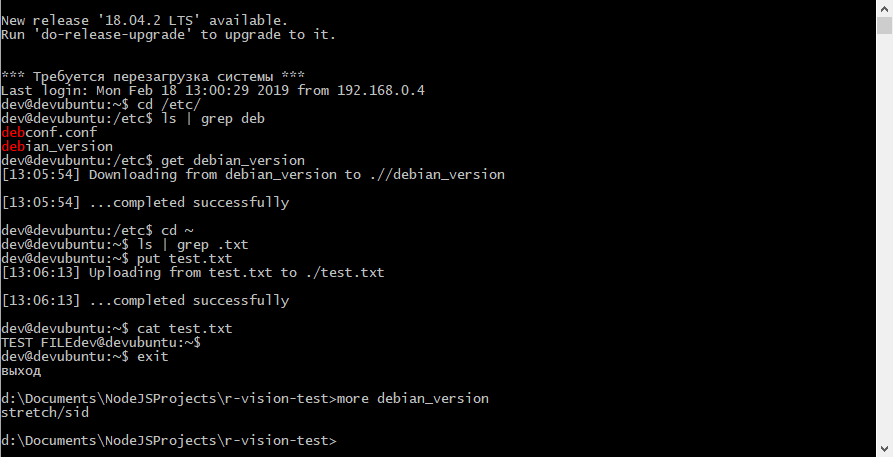 New release '18.04.2 LTS' available.
Run 'do-release-upgrade' to upgrade to it.
*** Требуется перезагрузка системы ***
Last login: Mon Feb 18 13:00:29 2019 from 192.168.0.4
dev@devubuntu:~$ cd /etc/
dev@devubuntu:/etc$ ls | grep deb
debconf.conf
debian_version
dev@devubuntu:/etc$ get debian_version
[13:05:54] Downloading from debian_version to .//debian_version
[13:05:54] ...completed successfully
dev@devubuntu:/etc$ cd ~
dev@devubuntu:~$ ls | grep .txt
dev@devubuntu:~$ put test.txt
[13:06:13] Uploading from test.txt to ./test.txt
[13:06:13] ...completed successfully
dev@devubuntu:~$ cat test.txt
TEST FILEdev@devubuntu:~$
dev@devubuntu:~$ exit
выход
d:\Documents\NodeJSProjects\r-vision-test>more debian_version
stretch/sid
d:\Documents\NodeJSProjects\r-vision-test>